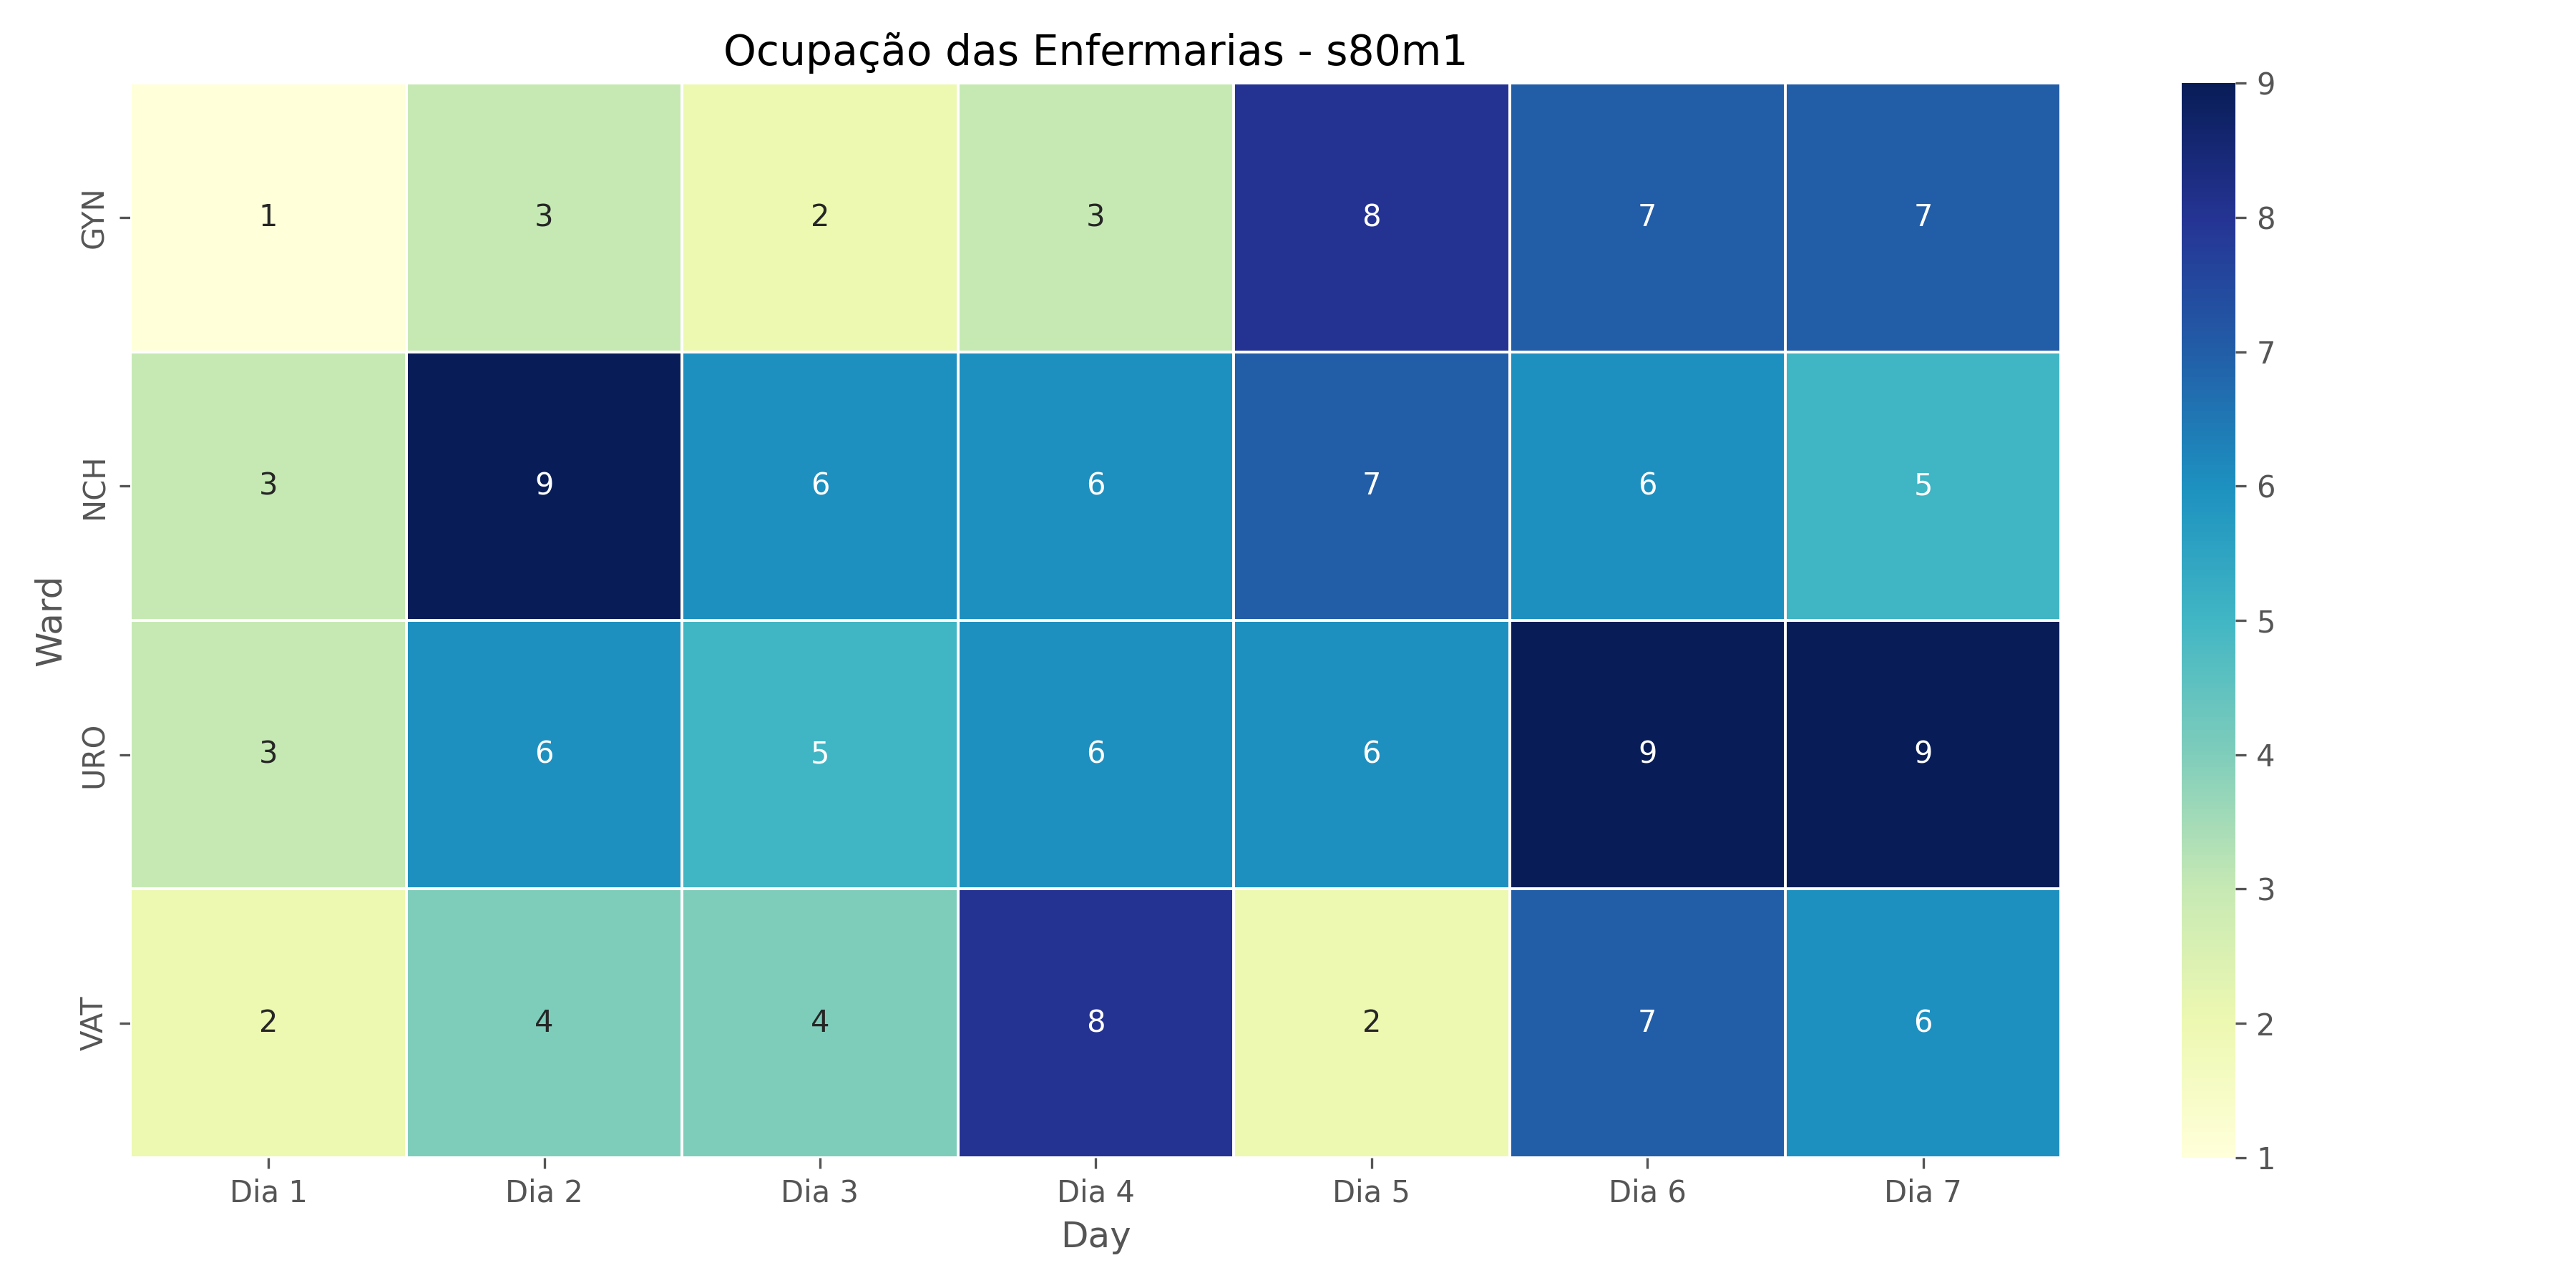 Ocupação das Enfermarias - s80m1
Ward
GYN 1 3 2 3 8 7 7
NCH 3 9 6 6 7 6 5
URO 3 6 5 6 6 9 9
VAT 2 4 4 8 2 7 6
Dia 1 Dia 2 Dia 3 Dia 4 Dia 5 Dia 6 Dia 7
Day
9
8
7
6
5
4
3
2
1